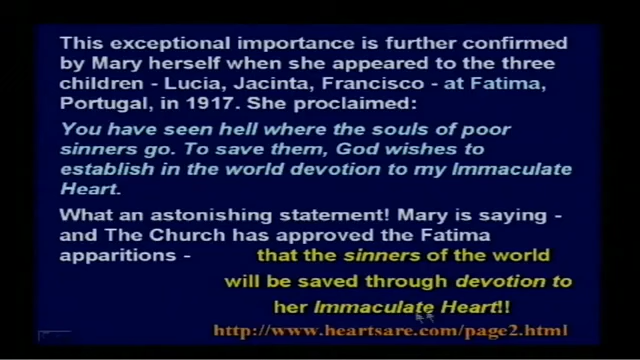 This exceptional importance is further confirmed
by Mary herself when she appeared to the three
children - Lucia, Jacinta, Francisco - at Fatima,
Portugal, in 1917. She proclaimed:
You have seen hell where the souls of poor
sinners go. To save them, God wishes to
establish in the world devotion to my Immaculate
Heart.
What an astonishing statement! Mary is saying -
and The Church has approved the Fatima
apparitions - that the sinners of the world
will be saved through devotion to
her Immaculate Heart!!
http://www.heartsare.com/page2.html